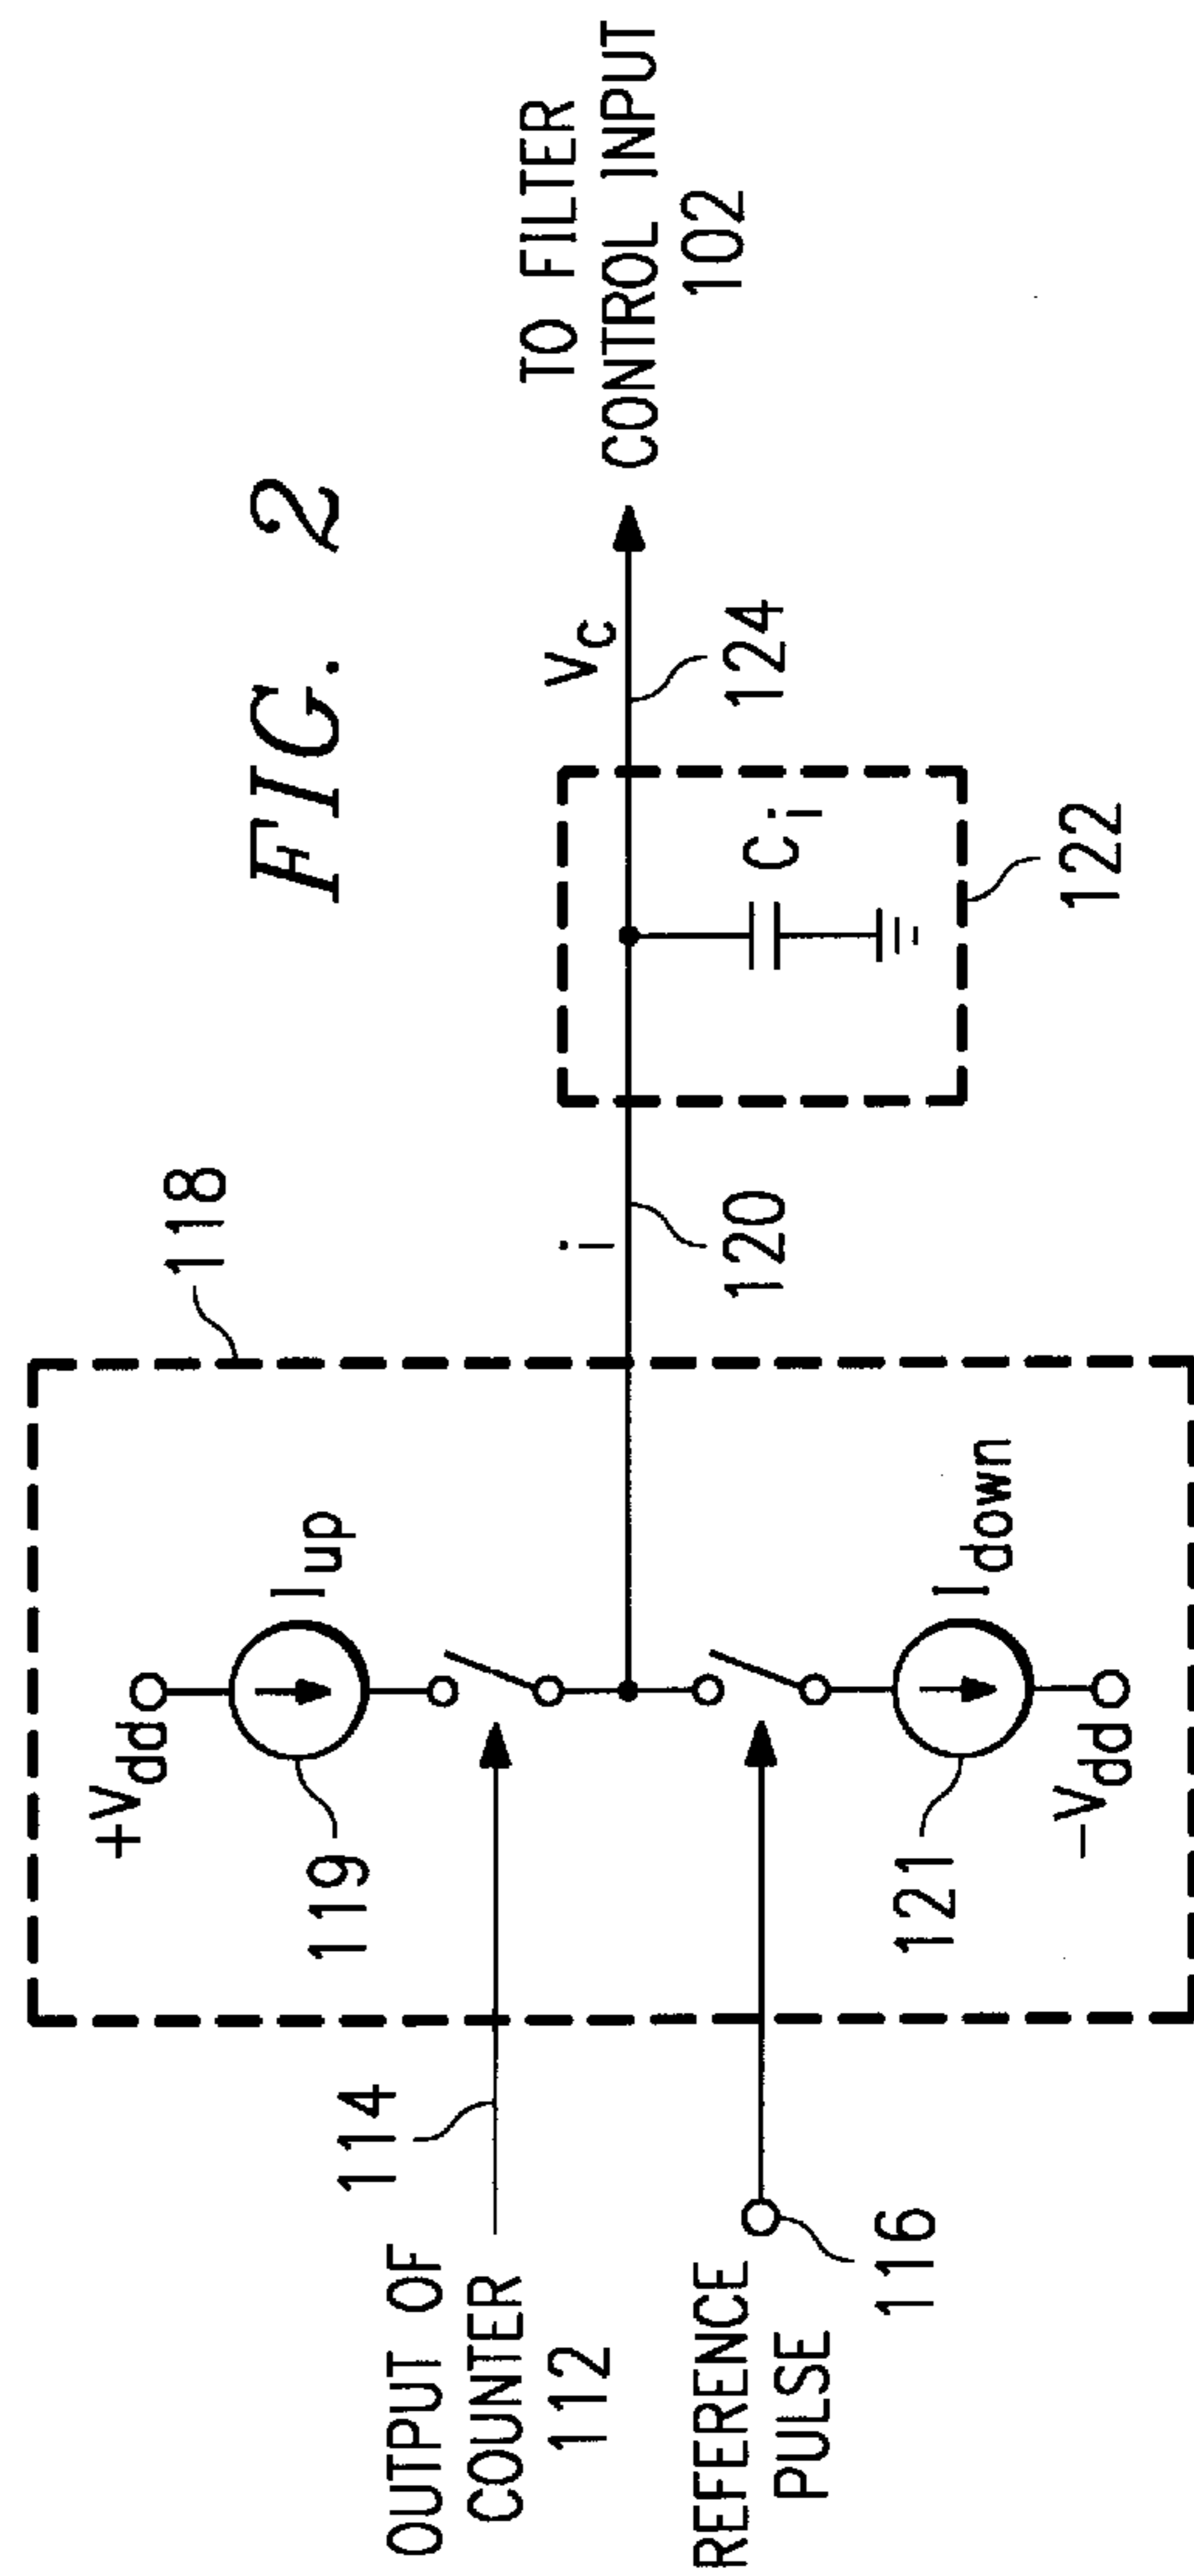 FIG. 2
118
+Vdd
119
Iup
114
OUTPUT OF
COUNTER
112
REFERENCE
PULSE
116
121
Idown
-Vdd
i
120
Ci
122
Vc
124
TO FILTER
CONTROL INPUT
102